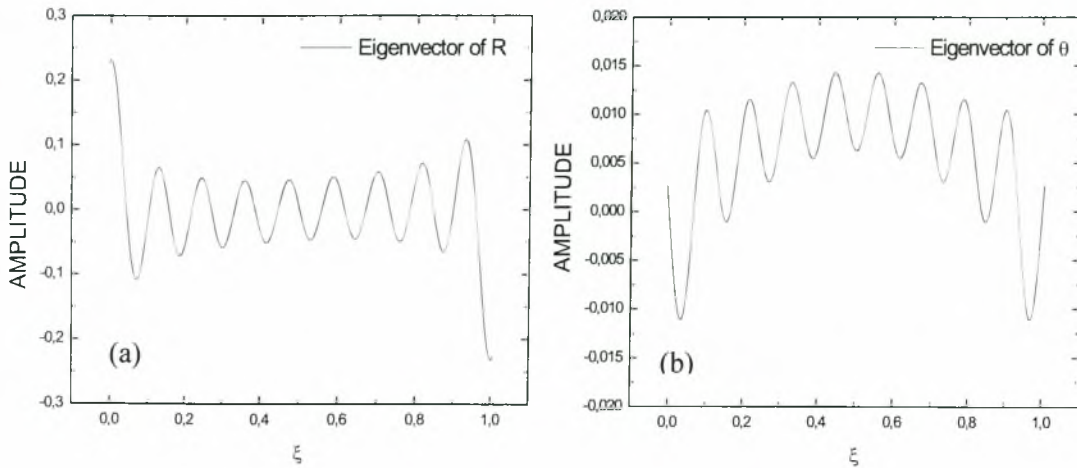 0,3
0,2
0,1
0,0
-0,1
-0,2
-0,3
AMPLITUDE
Eigenvector of R
(a)
0,0 0,2 0,4 0,6 0,8 1,0
ξ
0,020
0,015
0,010
0,005
0,000
-0,005
-0,010
-0,015
-0,020
AMPLITUDE
Eigenvector of θ
(b)
0,0 0,2 0,4 0,6 0,8 1,0
ξ